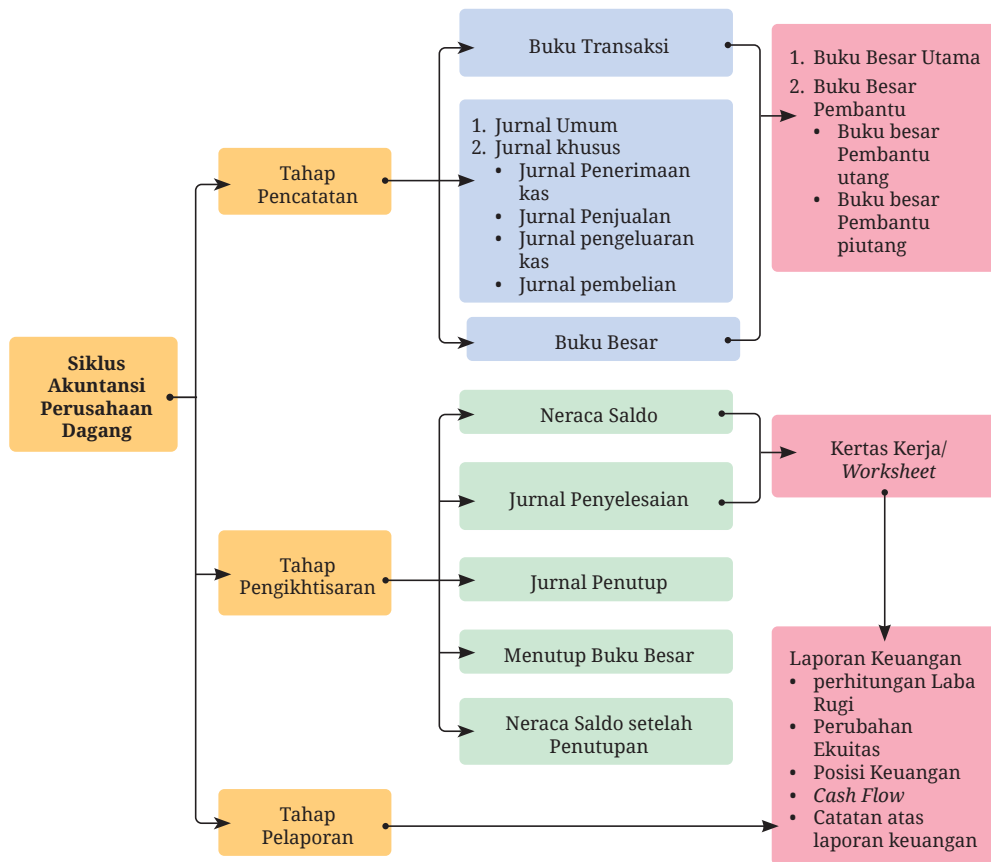 Siklus
Akuntansi
Perusahaan
Dagang
Tahap
Pencatatan
Buku Transaksi
1. Jurnal Umum
2. Jurnal khusus
• Jurnal Penerimaan
kas
• Jurnal Penjualan
• Jurnal pengeluaran
kas
• Jurnal pembelian
Buku Besar
1. Buku Besar Utama
2. Buku Besar
Pembantu
• Buku besar
Pembantu
utang
• Buku besar
Pembantu
piutang
Tahap
Pengikhtisaran
Neraca Saldo
Jurnal Penyelesaian
Jurnal Penutup
Menutup Buku Besar
Neraca Saldo setelah
Penutupan
Kertas Kerja/
Worksheet
Tahap
Pelaporan
Laporan Keuangan
• perhitungan Laba
Rugi
• Perubahan
Ekuitas
• Posisi Keuangan
• Cash Flow
• Catatan atas
laporan keuangan